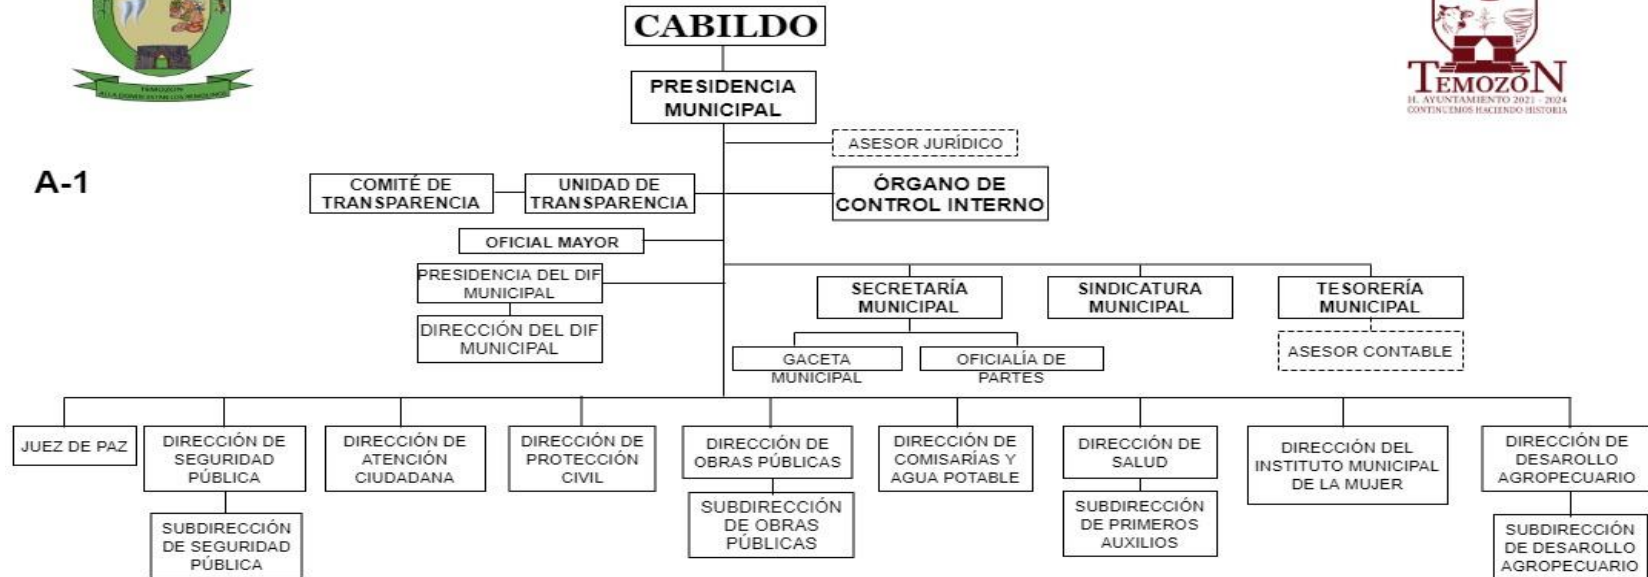 CABILDO
PRESIDENCIA
MUNICIPAL
TEMOZÓN
H. AYUNTAMIENTO 2021 - 2024
CONTINUEMOS HACIENDO HISTORIA
TEMOZÓN
ASESOR JURÍDICO
A-1
COMITÉ DE
TRANSPARENCIA
UNIDAD DE
TRANSPARENCIA
ÓRGANO DE
CONTROL INTERNO
OFICIAL MAYOR
PRESIDENCIA DEL DIF
MUNICIPAL
DIRECCIÓN DEL DIF
MUNICIPAL
SECRETARÍA
MUNICIPAL
SINDICATURA
MUNICIPAL
TESORERÍA
MUNICIPAL
GACETA
MUNICIPAL
OFICIALÍA DE
PARTES
ASESOR CONTABLE
JUEZ DE PAZ
DIRECCIÓN DE
SEGURIDAD
PÚBLICA
DIRECCIÓN DE
ATENCIÓN
CIUDADANA
DIRECCIÓN DE
PROTECCIÓN
CIVIL
DIRECCIÓN DE
OBRAS PÚBLICAS
DIRECCIÓN DE
COMISARÍAS Y
AGUA POTABLE
DIRECCIÓN DE
SALUD
DIRECCIÓN DEL
INSTITUTO MUNICIPAL
DE LA MUJER
DIRECCIÓN DE
DESAROLLO
AGROPECUARIO
SUBDIRECCIÓN
DE SEGURIDAD
PÚBLICA
SUBDIRECCIÓN
DE OBRAS
PÚBLICAS
SUBDIRECCIÓN
DE PRIMEROS
AUXILIOS
SUBDIRECCIÓN
DE DESAROLLO
AGROPECUARIO